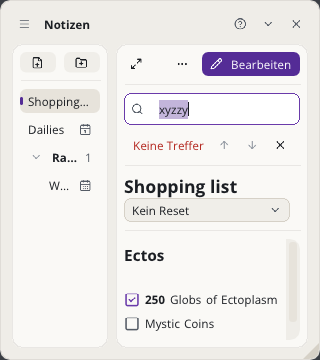 Notizen
Bearbeiten
Shopping...
Dailies
Ra... 1
W...
xyzzy
Keine Treffer
Shopping list
Kein Reset
Ectos
250 Globs of Ectoplasm
Mystic Coins